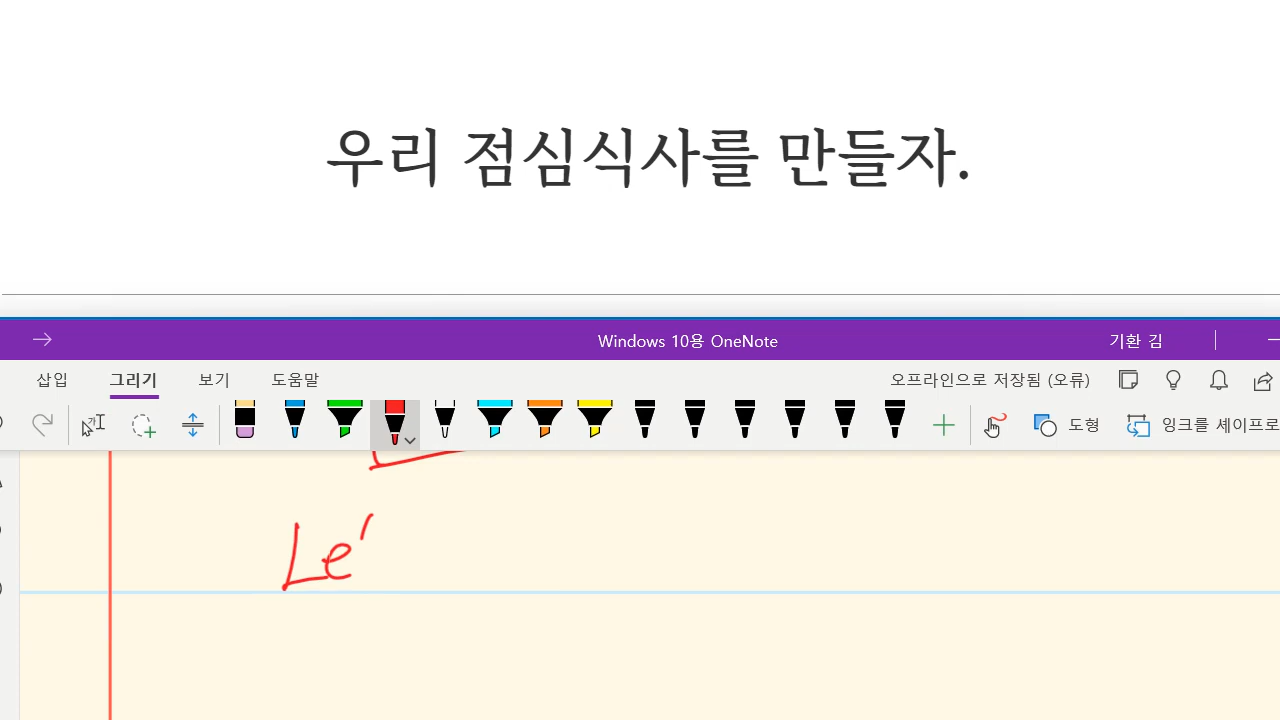 우리 점심식사를 만들자.
Windows 10용 OneNote 기환 김
삽입 그리기 보기 도움말 오프라인으로 저장됨 (오류)
도형 잉크를 셰이프로
Le'